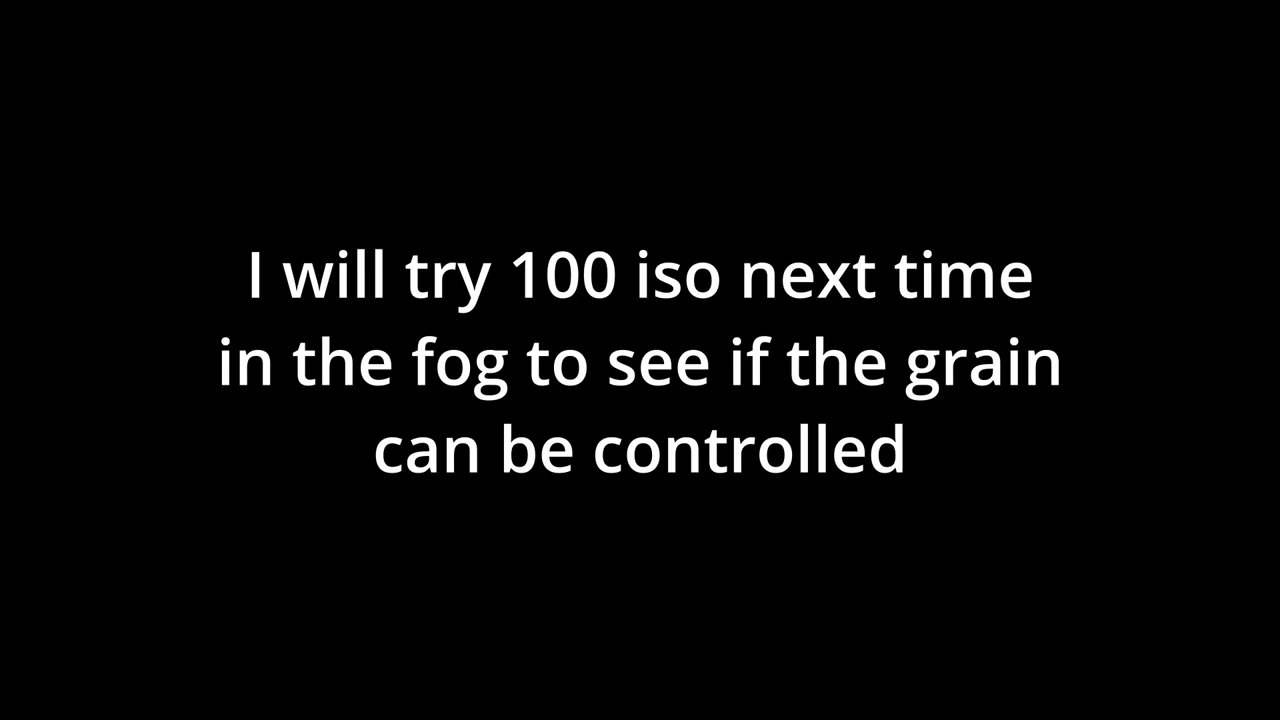 I will try 100 iso next time
in the fog to see if the grain
can be controlled